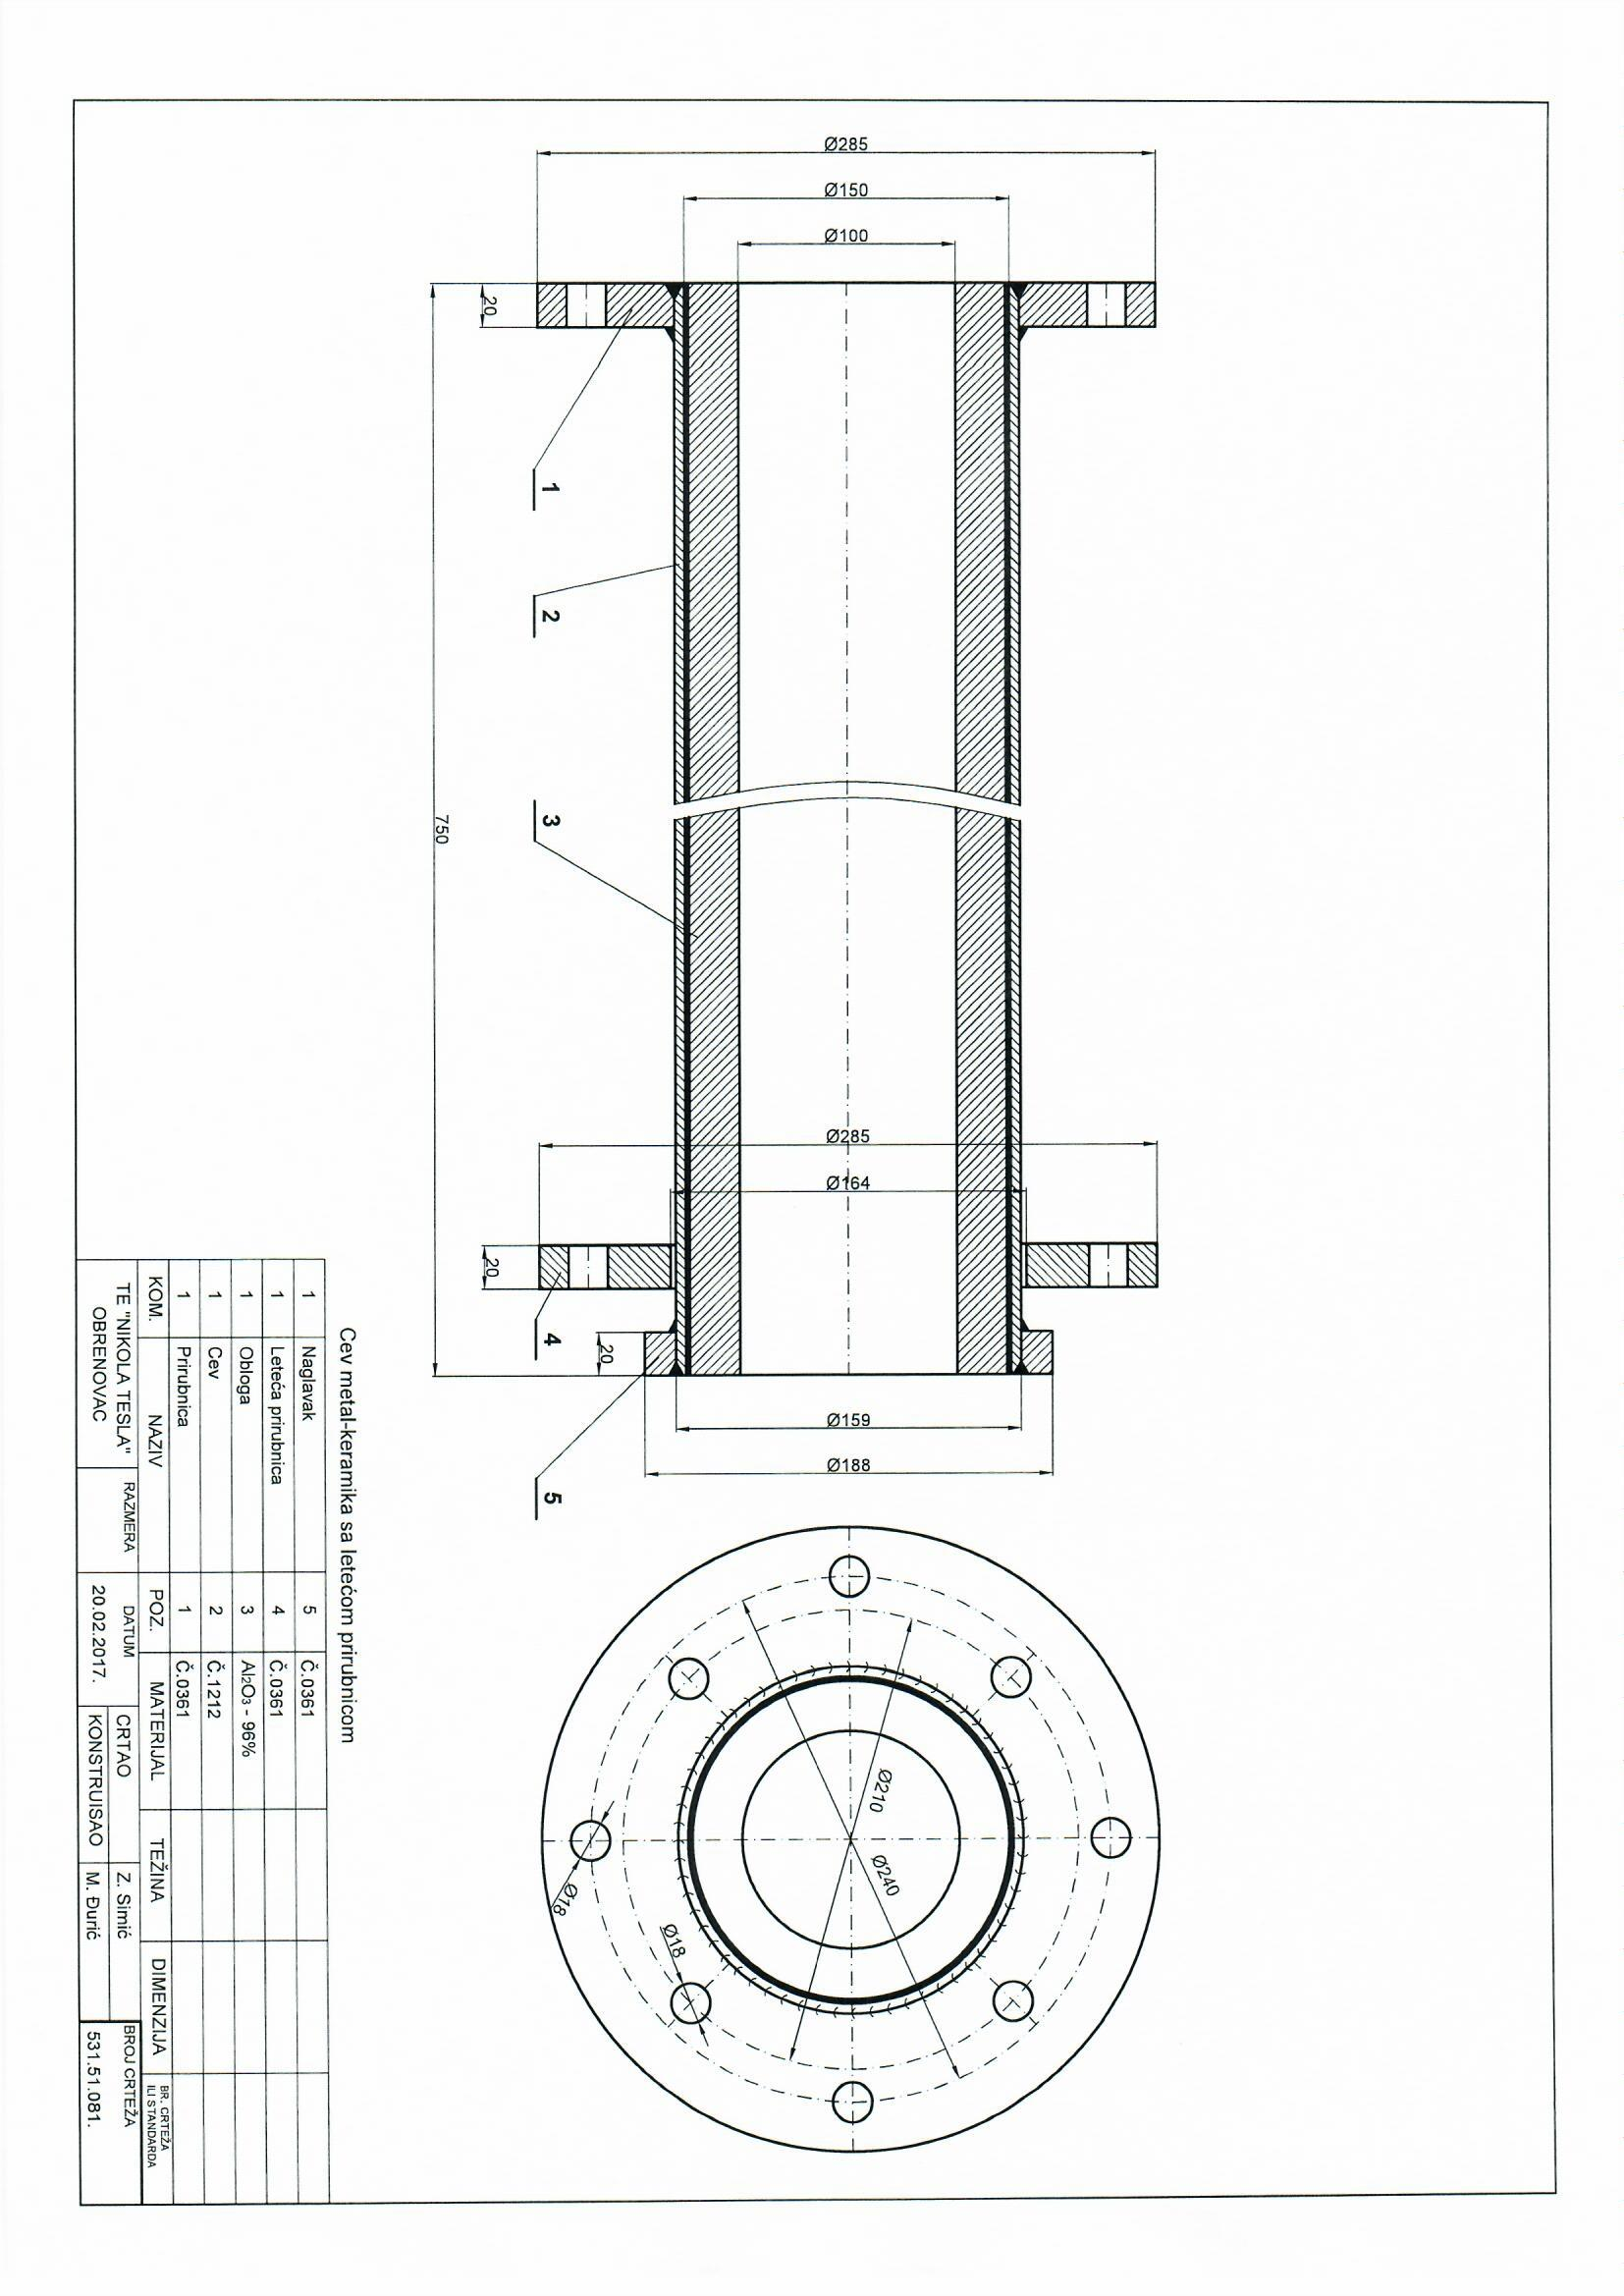 Ø285
Ø150
Ø100
20
1
2
3
750
Ø285
Ø164
20
4
20
Ø159
Ø188
5
Ø210
Ø240
Ø18
Ø18
Cev metal-keramika sa letećom prirubnicom
1 Naglavak 5 Č.0361
1 Leteća prirubnica 4 Č.0361
1 Obloga 3 Al2O3 - 96%
1 Cev 2 Č.1212
1 Prirubnica 1 Č.0361
KOM. NAZIV POZ. MATERIJAL TEŽINA DIMENZIJA BR. CRTEŽA
ILI STANDARDA
TE "NIKOLA TESLA"
OBRENOVAC
RAZMERA
DATUM
20.02.2017.
CRTAO Z. Simić
KONSTRUISAO M. Đurić
BROJ CRTEŽA
531.51.081.